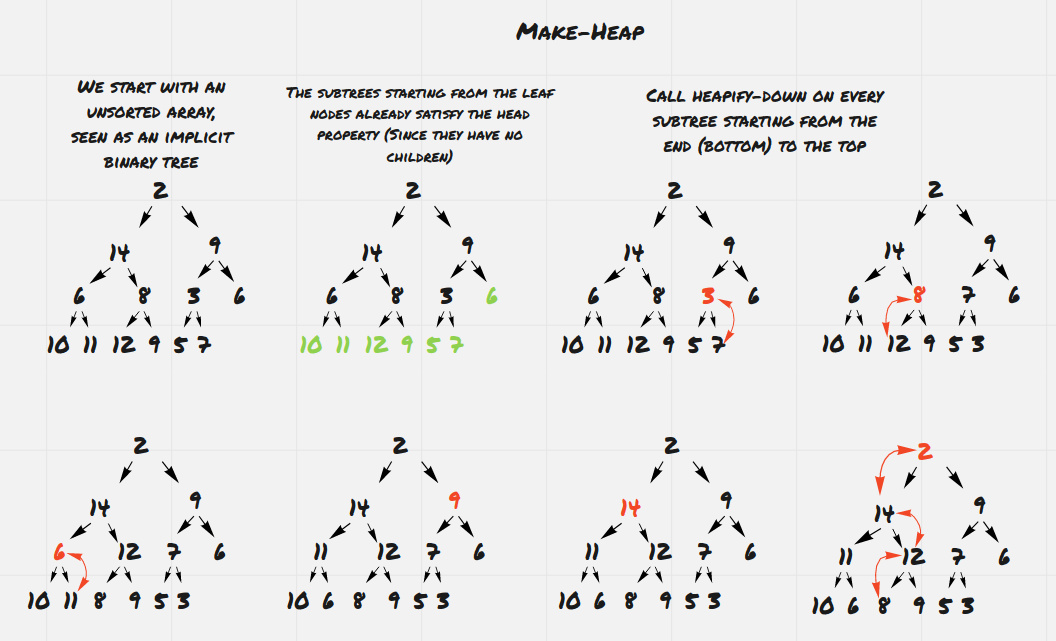 Make-Heap
We start with an
unsorted array,
seen as an implicit
binary tree
The subtrees starting from the leaf
nodes already satisfy the head
property (Since they have no
children)
Call heapify-down on every
subtree starting from the
end (bottom) to the top
2
14 9
6 8 3 6
10 11 12 9 5 7
2
14 9
6 8 3 6
10 11 12 9 5 7
2
14 9
6 8 3 6
10 11 12 9 5 7
2
14 9
6 8 7 6
10 11 12 9 5 3
2
14 9
6 12 7 6
10 11 8 9 5 3
2
14 9
11 12 7 6
10 6 8 9 5 3
2
14 9
11 12 7 6
10 6 8 9 5 3
2
14 9
11 12 7 6
10 6 8 9 5 3